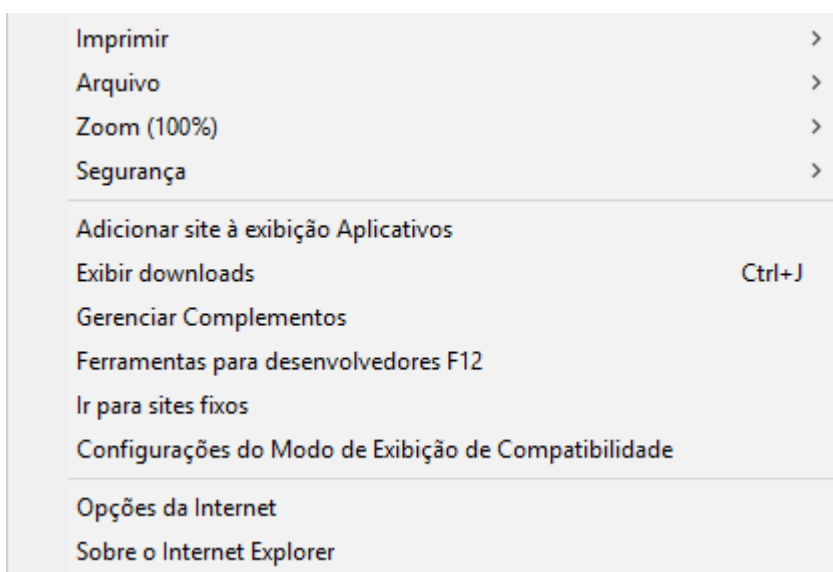 Imprimir
Arquivo
Zoom (100%)
Segurança
Adicionar site à exibição Aplicativos
Exibir downloads Ctrl+J
Gerenciar Complementos
Ferramentas para desenvolvedores F12
Ir para sites fixos
Configurações do Modo de Exibição de Compatibilidade
Opções da Internet
Sobre o Internet Explorer